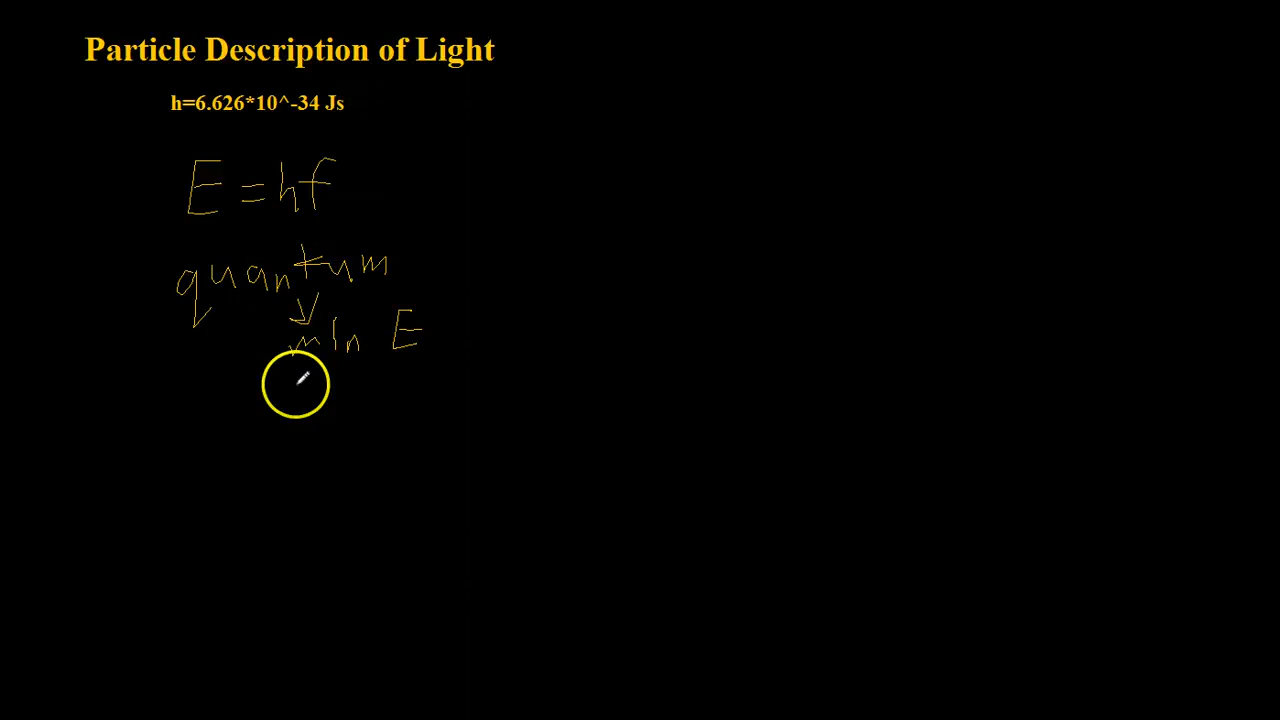 Particle Description of Light
h=6.626*10^-34 Js
E=hf
quantum
min E